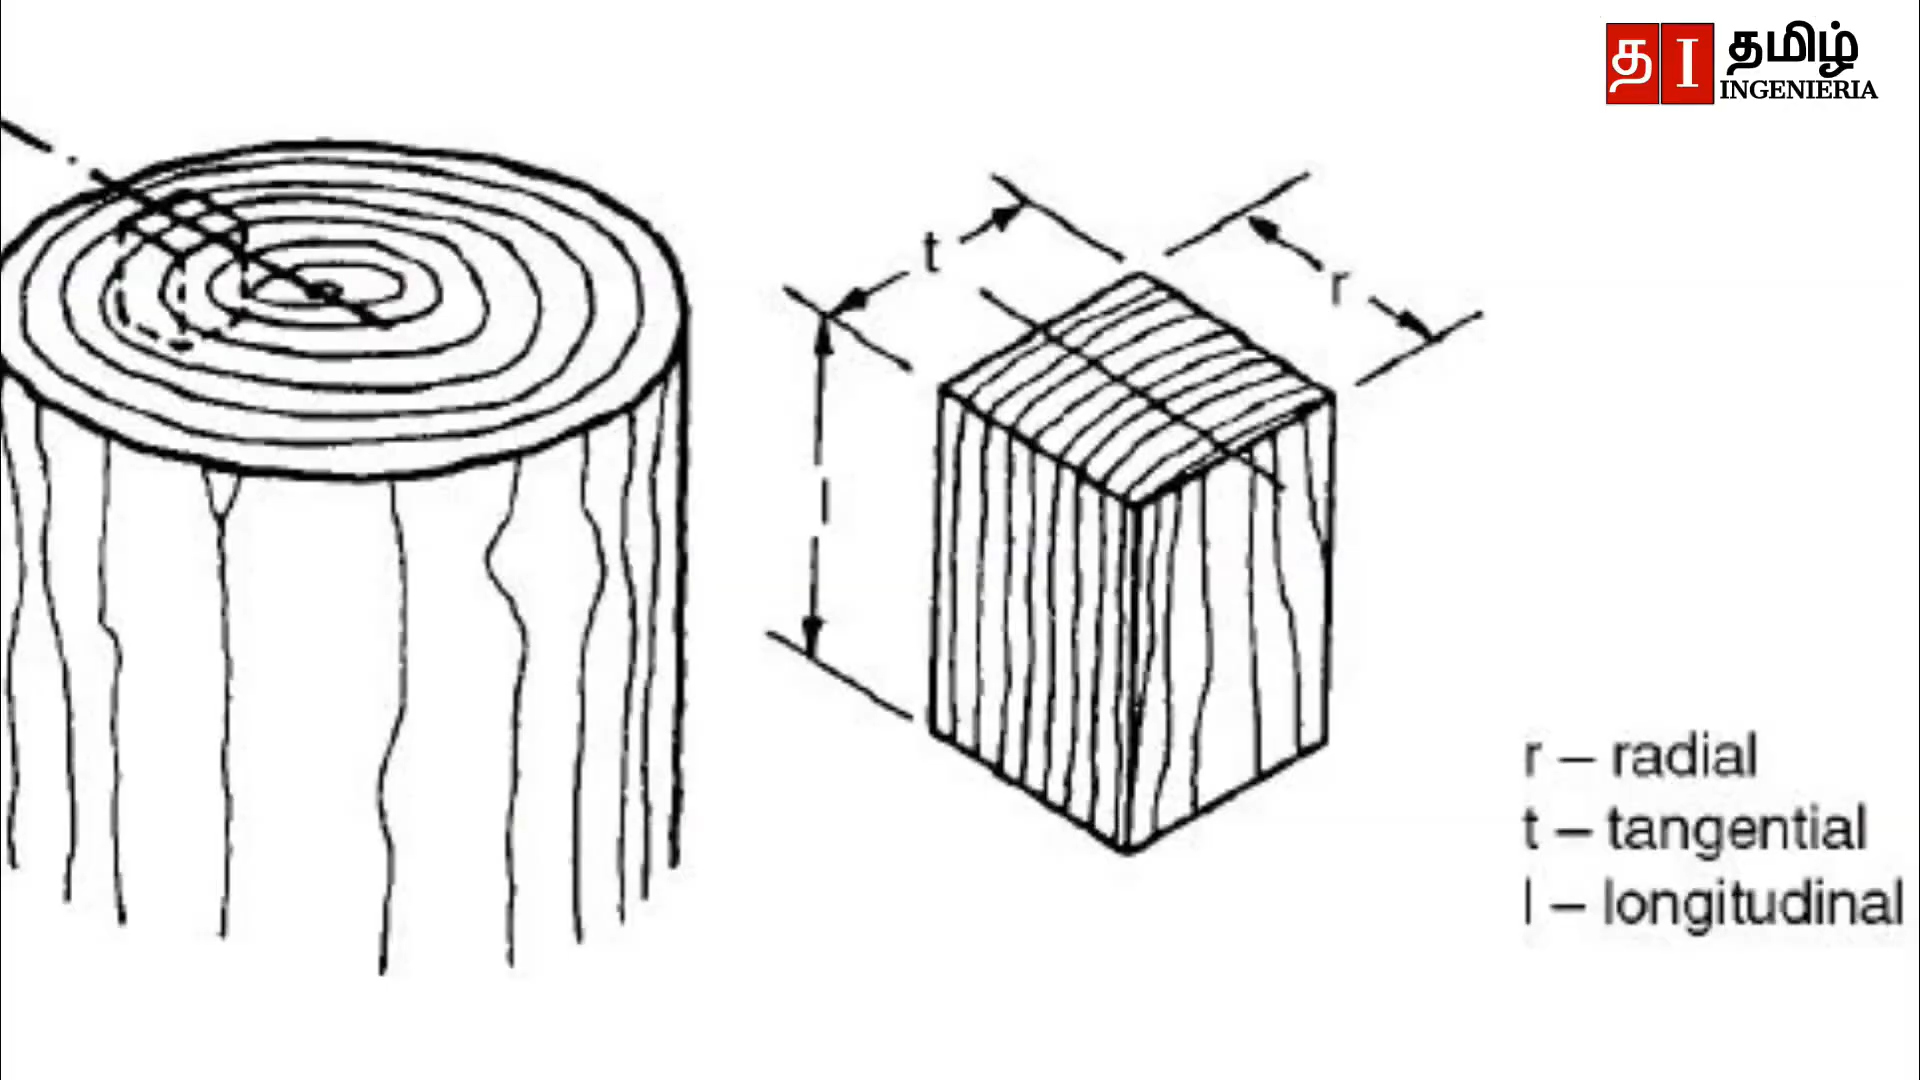 த I தமிழ்
INGENIERIA
t
r
l
r – radial
t – tangential
l – longitudinal